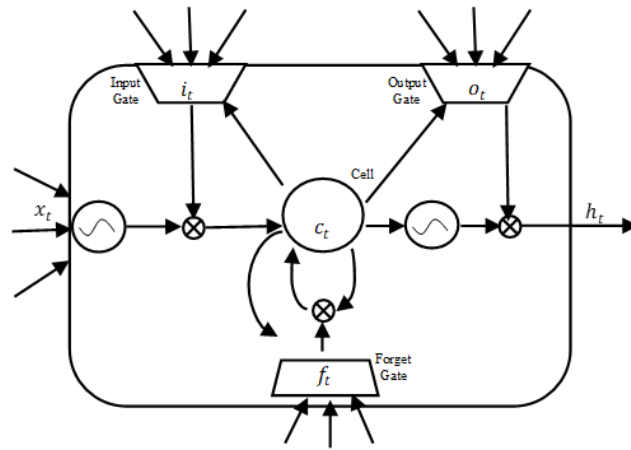 Input
Gate
i_t
Output
Gate
o_t
Cell
x_t
c_t
h_t
Forget
Gate
f_t